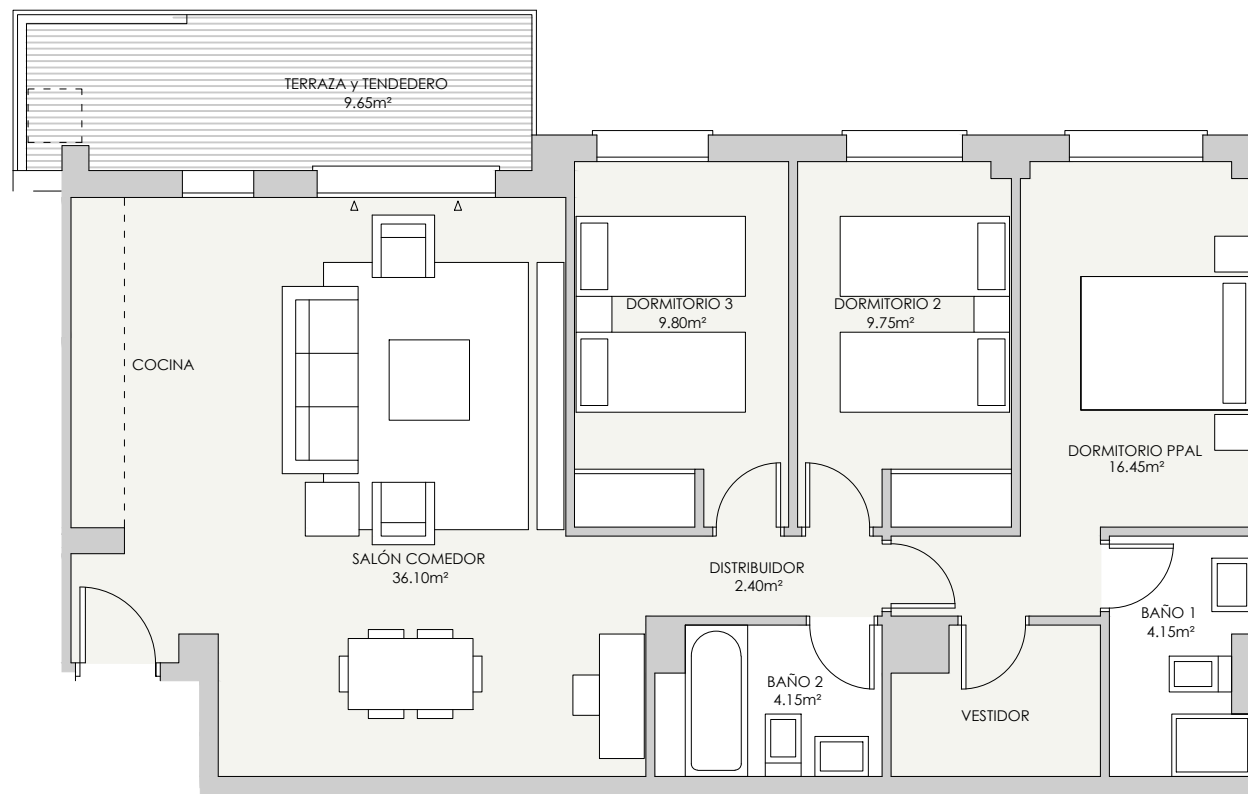 TERRAZA y TENDEDERO
9.65m²
DORMITORIO 3
9.80m²
DORMITORIO 2
9.75m²
COCINA
DORMITORIO PPAL
16.45m²
SALÓN COMEDOR
36.10m²
DISTRIBUIDOR
2.40m²
BAÑO 1
4.15m²
BAÑO 2
4.15m²
VESTIDOR